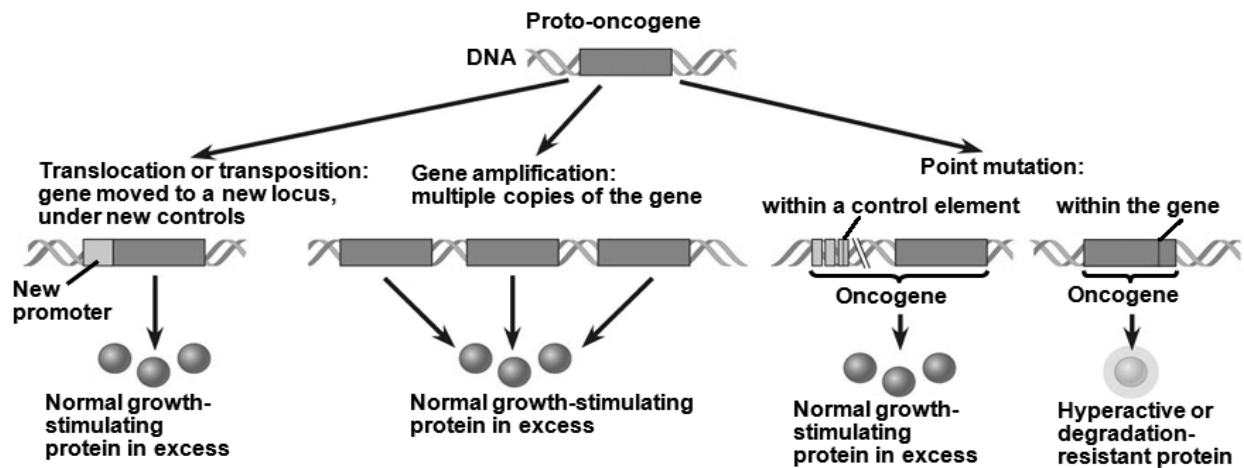 Proto-oncogene
DNA
Translocation or transposition:
gene moved to a new locus,
under new controls
Gene amplification:
multiple copies of the gene
Point mutation:
within a control element
within the gene
New
promoter
Oncogene
Oncogene
Normal growth-
stimulating
protein in excess
Normal growth-stimulating
protein in excess
Normal growth-
stimulating
protein in excess
Hyperactive or
degradation-
resistant protein